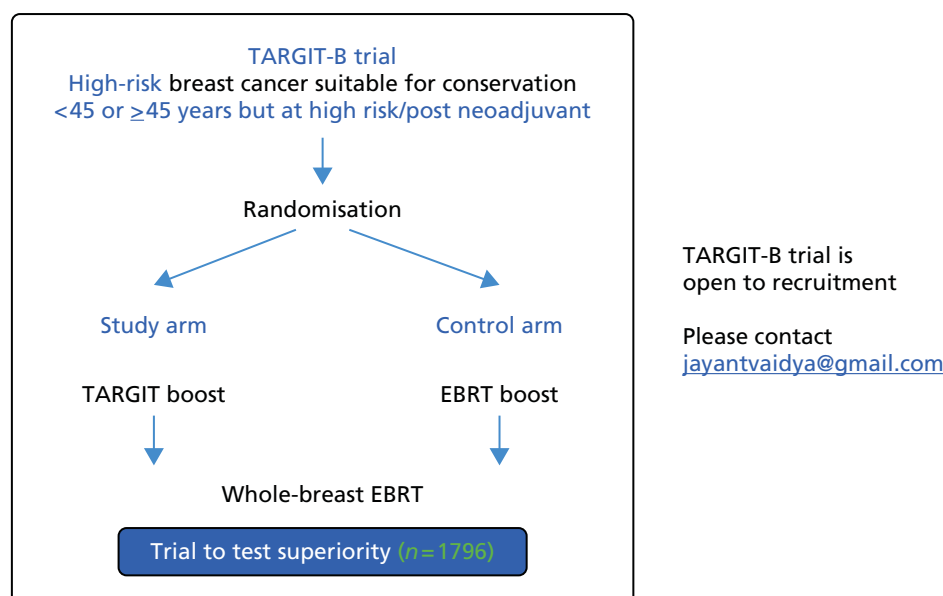 TARGIT-B trial
High-risk breast cancer suitable for conservation
<45 or ≥45 years but at high risk/post neoadjuvant
Randomisation
Study arm
Control arm
TARGIT boost
EBRT boost
Whole-breast EBRT
Trial to test superiority (n=1796)
TARGIT-B trial is
open to recruitment
Please contact
jayantvaidya@gmail.com